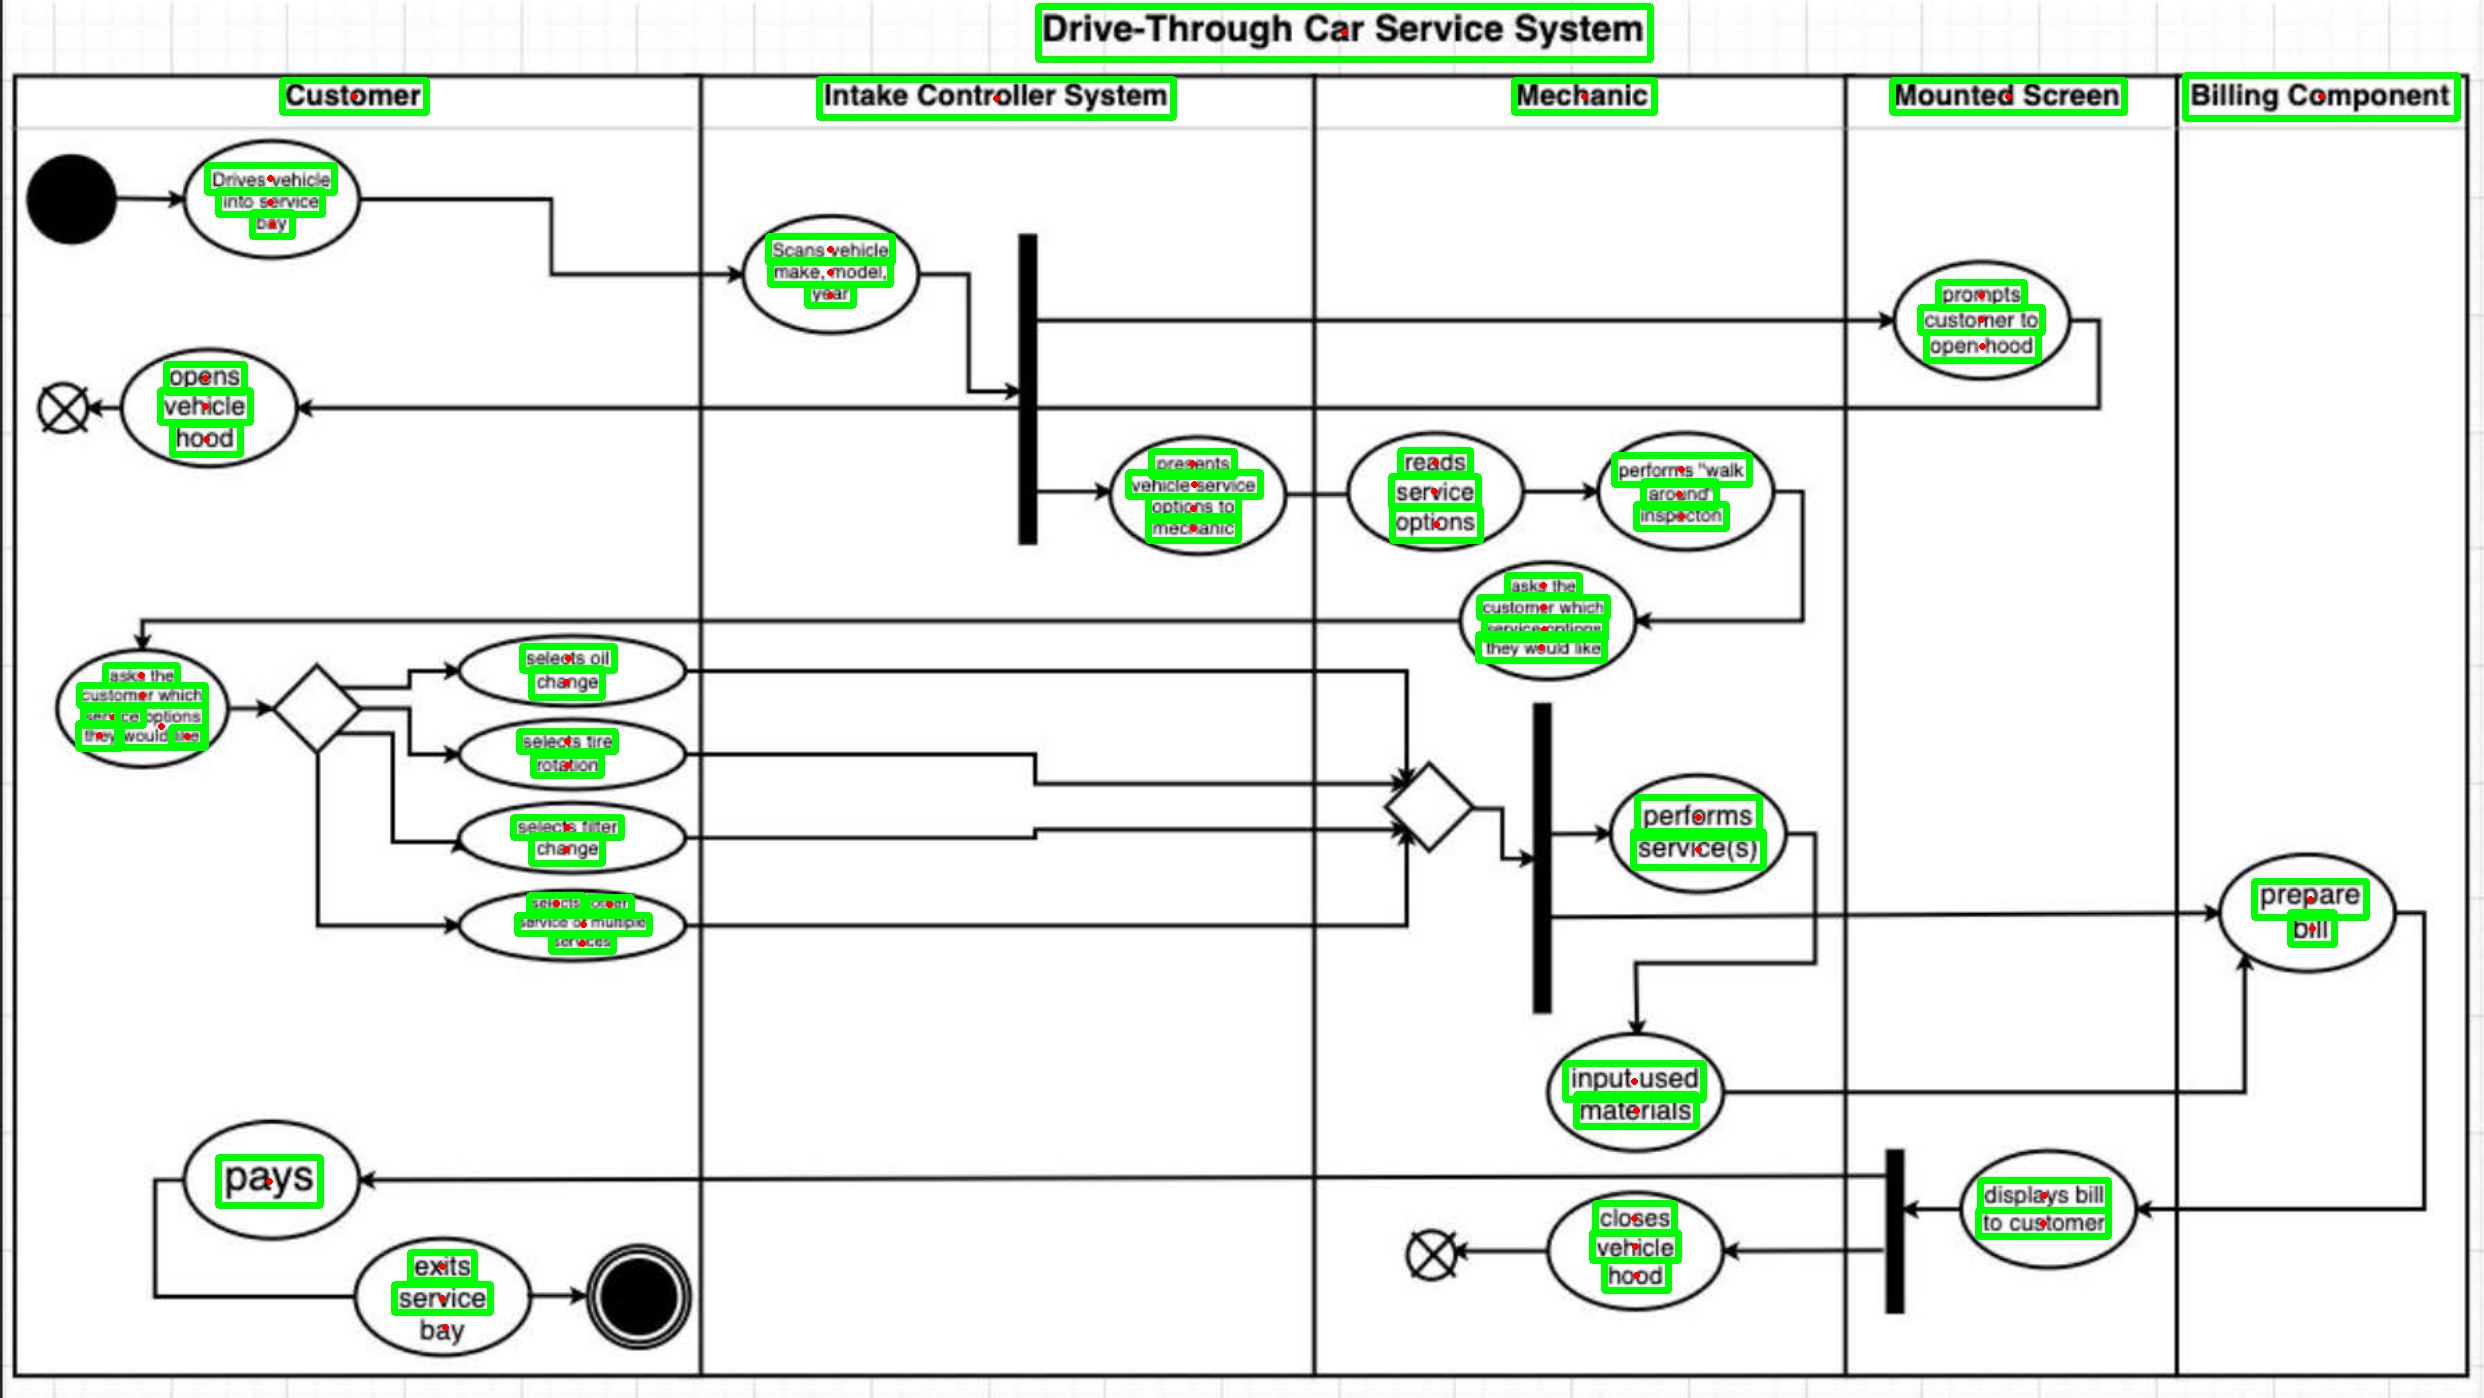 Drive-Through Car Service System
Customer
Intake Controller System
Mechanic
Mounted Screen
Billing Component
Drives vehicle
into service
bay
Scans vehicle
make, model,
year
prompts
customer to
open hood
opens
vehicle
hood
presents
vehicle service
options to
mechanic
reads
service
options
performs "walk
around"
inspecton
asks the
customer which
service options
they would like
asks the
customer which
service options
they would like
selects oil
change
selects tire
rotation
selects filter
change
selects other
service or multiple
services
performs
service(s)
prepare
bill
input used
materials
pays
displays bill
to customer
closes
vehicle
hood
exits
service
bay